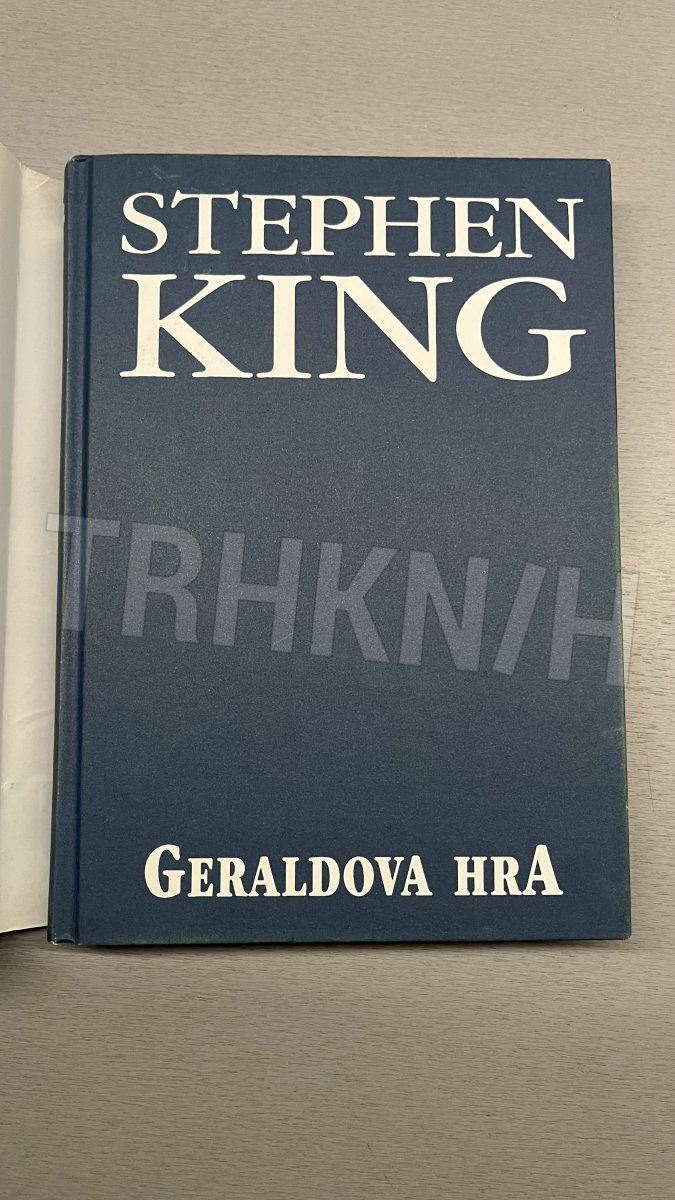 STEPHEN
KING
TRHKN/H
GERALDOVA HRA